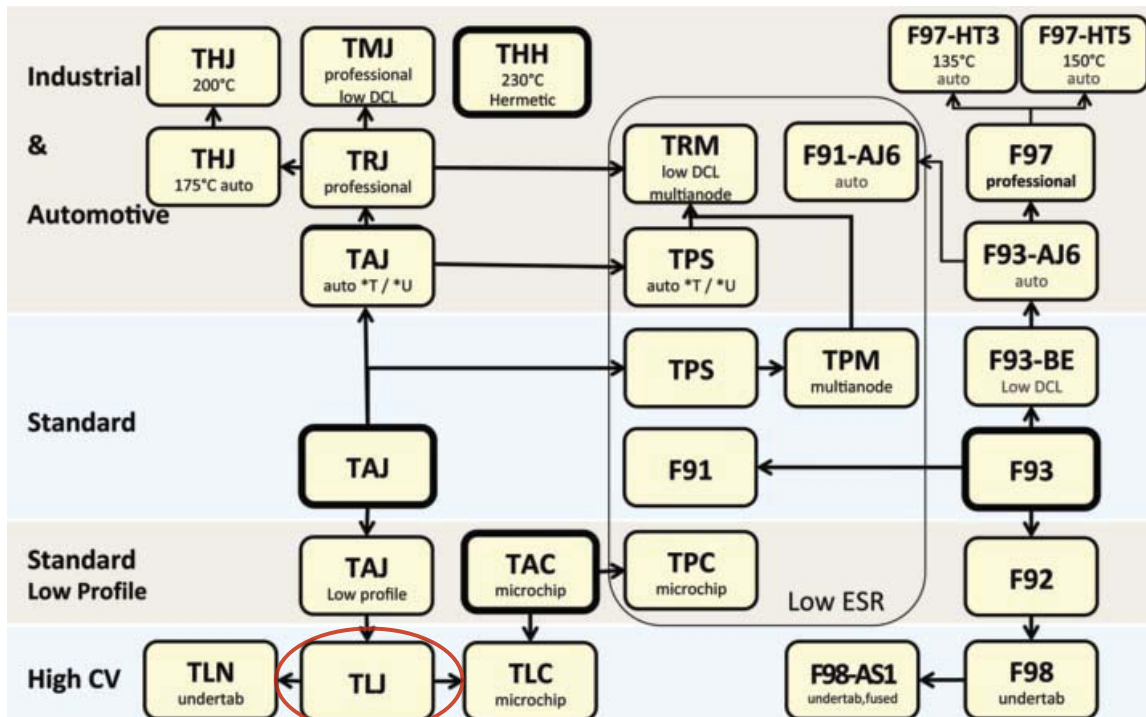 Industrial
&
Automotive
THJ
200°C
TMJ
professional
low DCL
THH
230°C
Hermetic
F97-HT3
135°C
auto
F97-HT5
150°C
auto
THJ
175°C auto
TRJ
professional
TRM
low DCL
multianode
F91-AJ6
auto
F97
professional
TAJ
auto *T / *U
TPS
auto *T / *U
F93-AJ6
auto
Standard
TPS
TPM
multianode
F93-BE
Low DCL
TAJ
F91
F93
Standard
Low Profile
TAJ
Low profile
TAC
microchip
TPC
microchip
Low ESR
F92
High CV
TLN
undertab
TLJ
TLC
microchip
F98-AS1
undertab,fused
F98
undertab